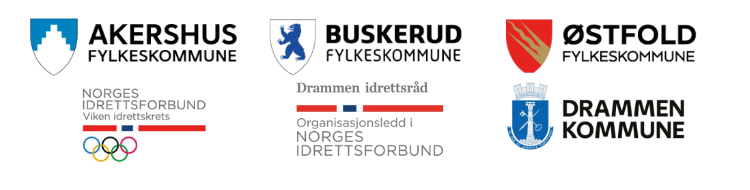 AKERSHUS
FYLKESKOMMUNE
BUSKERUD
FYLKESKOMMUNE
ØSTFOLD
FYLKESKOMMUNE
NORGES
IDRETTSFORBUND
Viken idrettskrets
Drammen idrettsråd
Organisasjonsledd i
NORGES
IDRETTSFORBUND
DRAMMEN
KOMMUNE